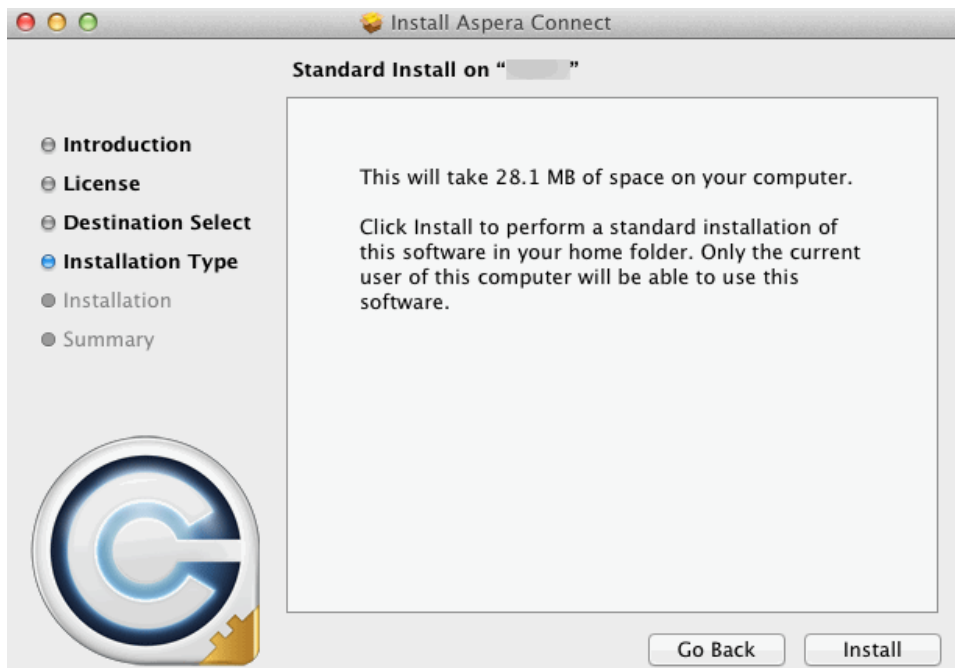 Install Aspera Connect
Standard Install on “ ”
Introduction
License
Destination Select
Installation Type
Installation
Summary
This will take 28.1 MB of space on your computer.
Click Install to perform a standard installation of
this software in your home folder. Only the current
user of this computer will be able to use this
software.
Go Back
Install